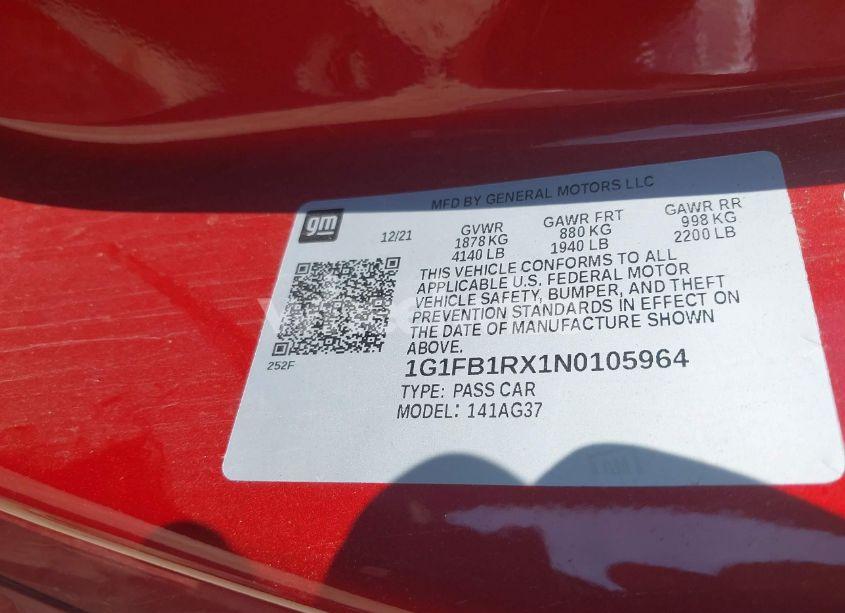 MFD BY GENERAL MOTORS LLC
gm
12/21
GVWR
1878 KG
4140 LB
GAWR FRT
880 KG
1940 LB
GAWR RR
998 KG
2200 LB
THIS VEHICLE CONFORMS TO ALL
APPLICABLE U.S. FEDERAL MOTOR
VEHICLE SAFETY, BUMPER, AND THEFT
PREVENTION STANDARDS IN EFFECT ON
THE DATE OF MANUFACTURE SHOWN
ABOVE.
252F
1G1FB1RX1N0105964
TYPE: PASS CAR
MODEL: 141AG37